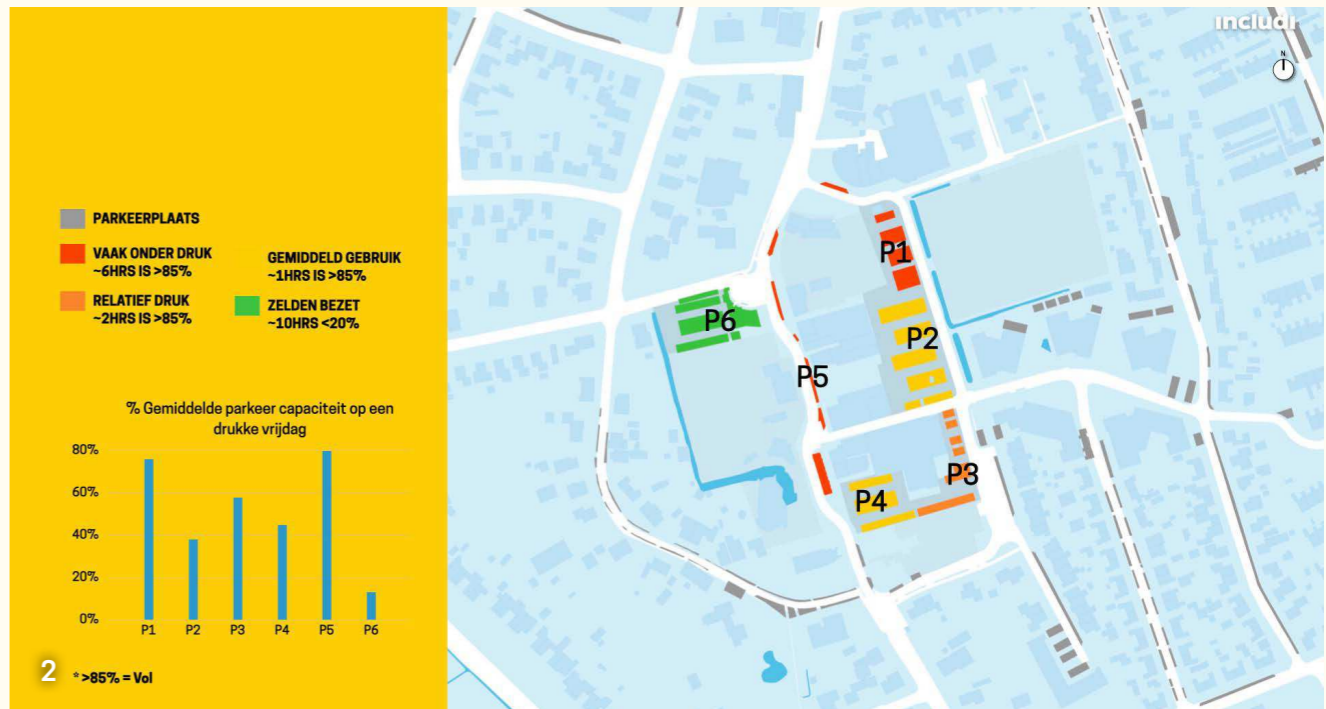 includi
N
PARKEERPLAATS
VAAK ONDER DRUK
~6HRS IS >85%
GEMIDDELD GEBRUIK
~1HRS IS >85%
RELATIEF DRUK
~2HRS IS >85%
ZELDEN BEZET
~10HRS <20%
% Gemiddelde parkeer capaciteit op een
drukke vrijdag
80%
60%
40%
20%
0%
P1 P2 P3 P4 P5 P6
2
* >85% = Vol
P1
P6
P2
P5
P3
P4